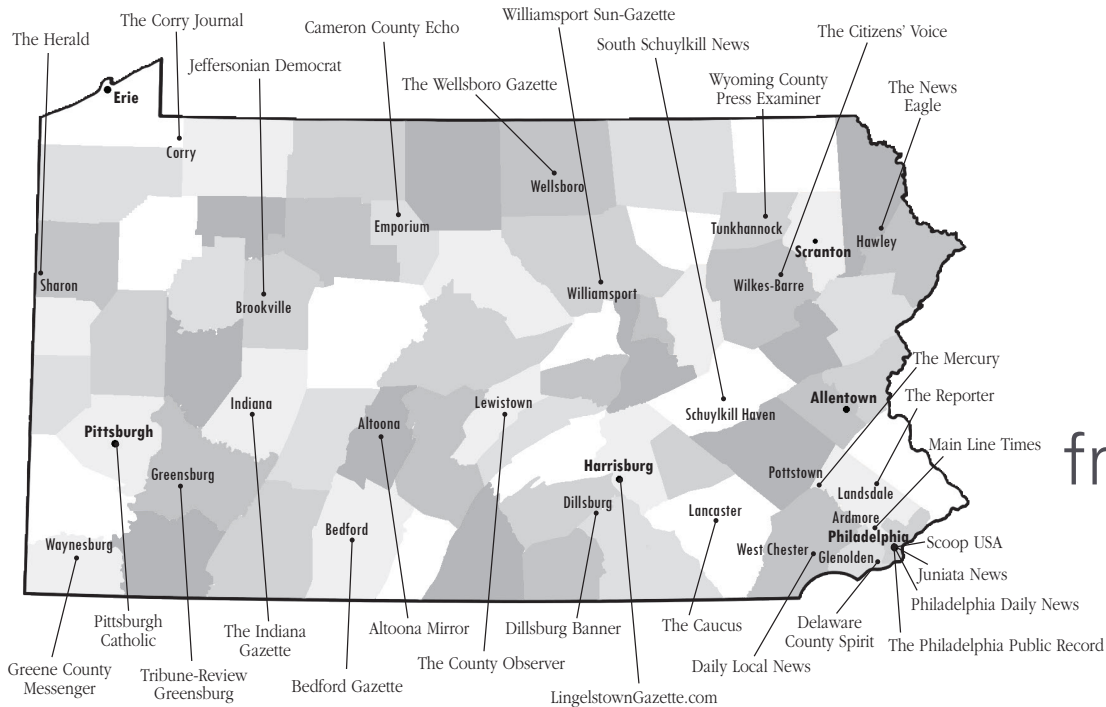 Williamsport Sun-Gazette
The Corry Journal
Cameron County Echo
The Citizens' Voice
The Herald
South Schuylkill News
Jeffersonian Democrat
The Wellsboro Gazette
Wyoming County
Press Examiner
The News
Eagle
Erie
Corry
Wellsboro
Emporium
Tunkhannock
Scranton
Hawley
Sharon
Wilkes-Barre
Williamsport
Brookville
The Mercury
Allentown
The Reporter
Indiana
Lewistown
Schuylkill Haven
Altoona
Pittsburgh
Main Line Times
fr
Harrisburg
Greensburg
Pottstown
Landsdale
Dillsburg
Lancaster
Ardmore
Bedford
Philadelphia
Scoop USA
Waynesburg
West Chester
Glenolden
Juniata News
Philadelphia Daily News
Pittsburgh
Catholic
The Indiana
Gazette
Altoona Mirror
Dillsburg Banner
The Caucus
Delaware
County Spirit
The Philadelphia Public Record
Greene County
Messenger
Tribune-Review
Greensburg
Bedford Gazette
The County Observer
Daily Local News
LingelstownGazette.com